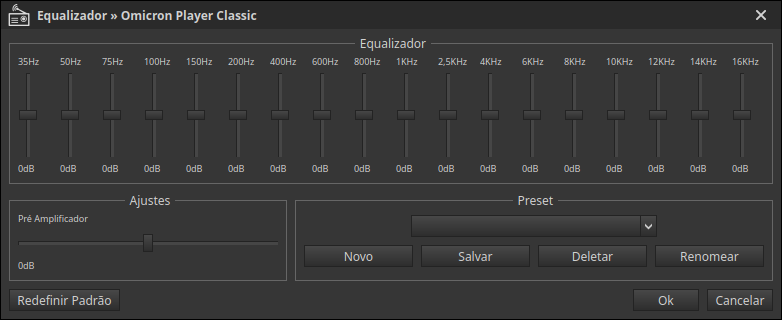 Equalizador » Omicron Player Classic
Equalizador
35Hz 50Hz 75Hz 100Hz 150Hz 200Hz 400Hz 600Hz 800Hz 1KHz 2,5KHz 4KHz 6KHz 8KHz 10KHz 12KHz 14KHz 16KHz
0dB 0dB 0dB 0dB 0dB 0dB 0dB 0dB 0dB 0dB 0dB 0dB 0dB 0dB 0dB 0dB 0dB 0dB
Ajustes
Pré Amplificador
0dB
Preset
Novo Salvar Deletar Renomear
Redefinir Padrão Ok Cancelar